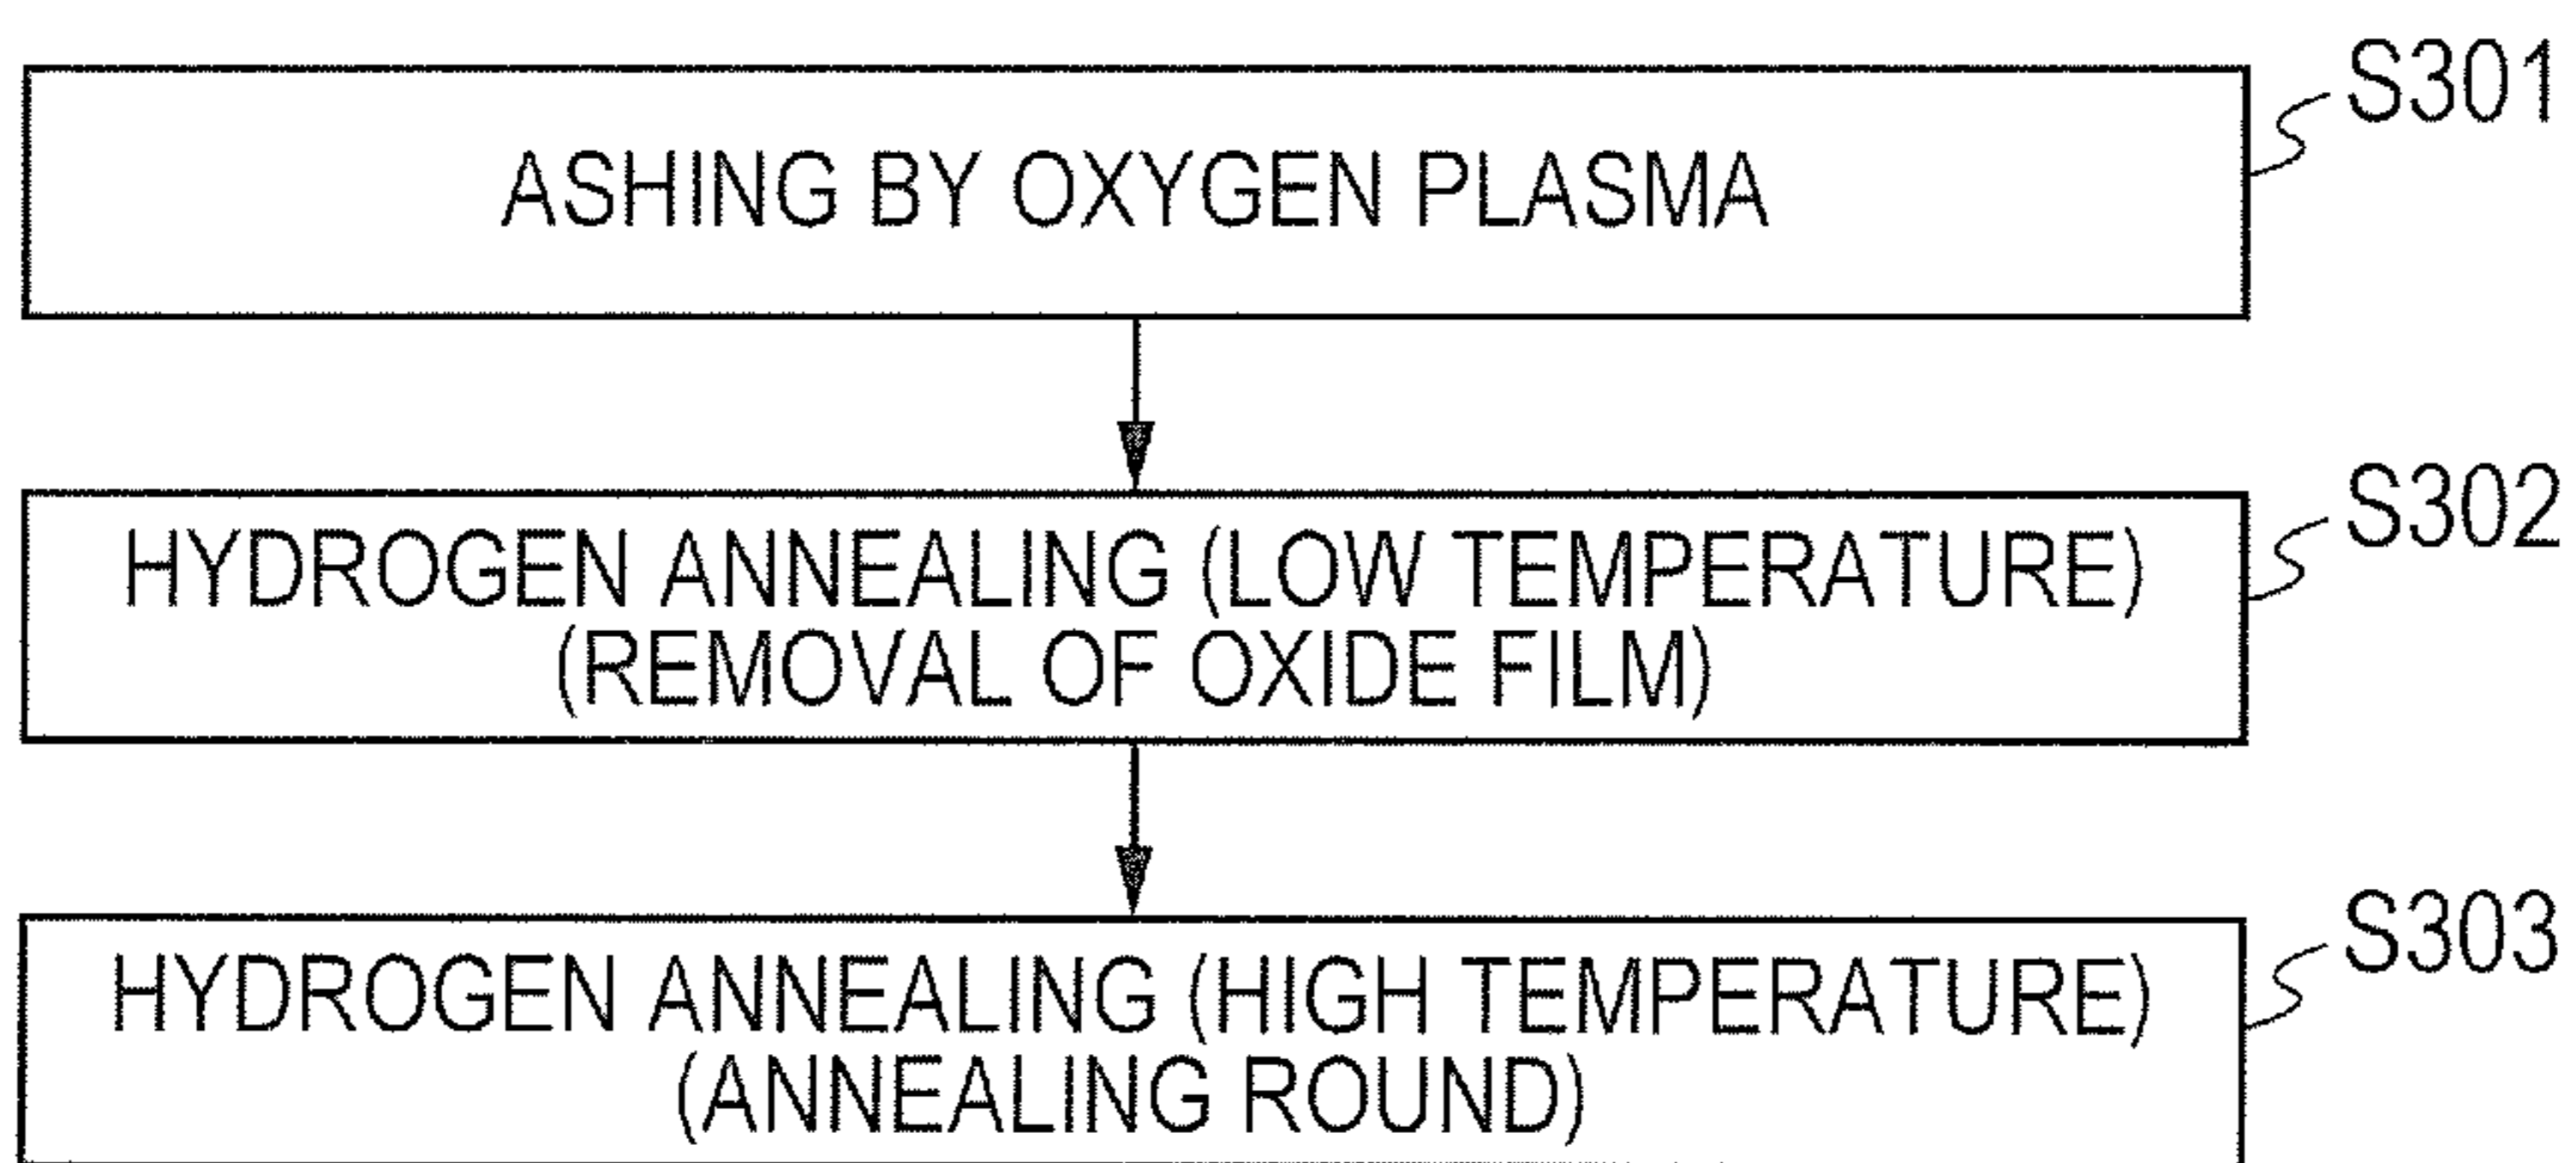 S301
ASHING BY OXYGEN PLASMA
S302
HYDROGEN ANNEALING (LOW TEMPERATURE)
(REMOVAL OF OXIDE FILM)
S303
HYDROGEN ANNEALING (HIGH TEMPERATURE)
(ANNEALING ROUND)